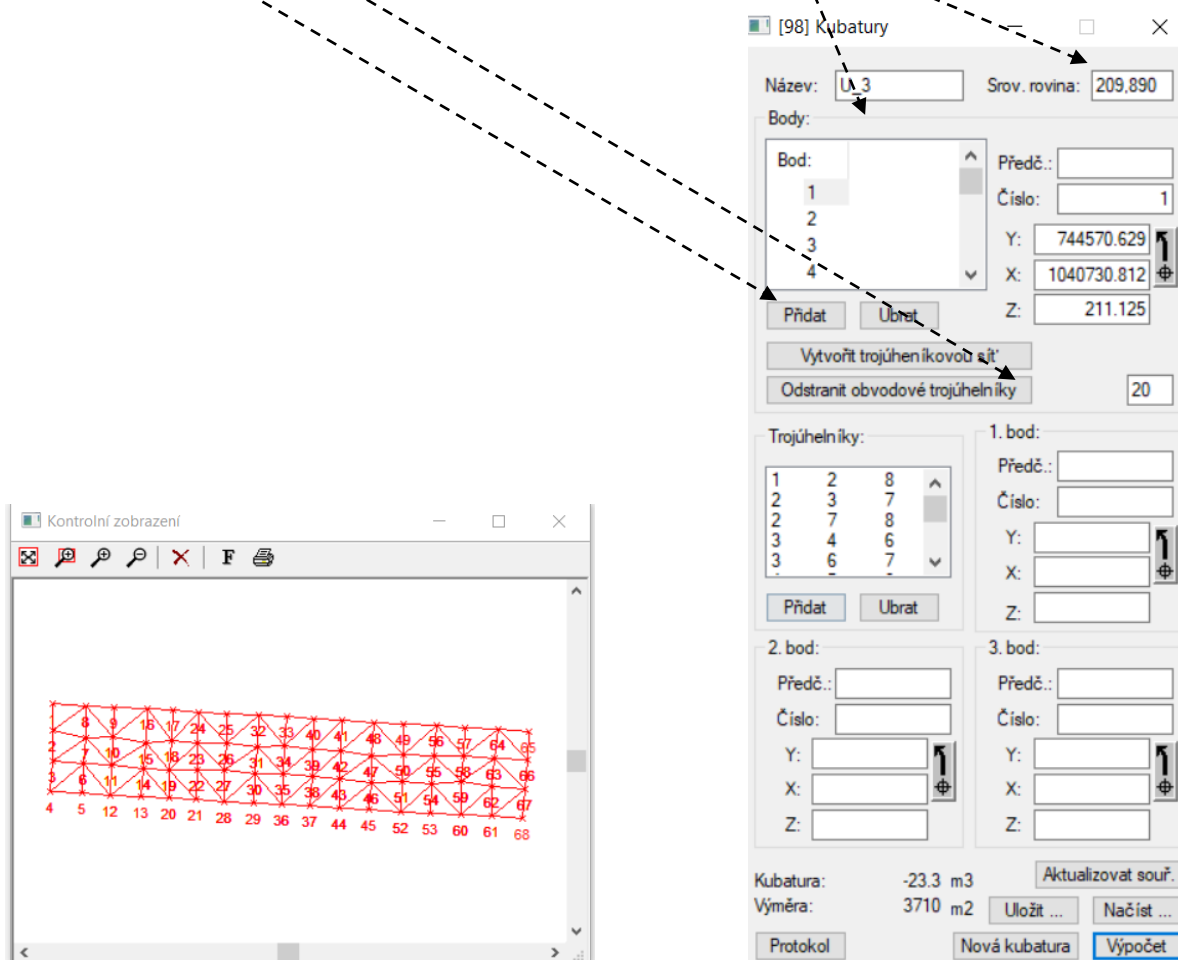 [98] Kubatury
Název: U_3 Srov. rovina: 209,890
Body:
Bod:
1
2
3
4
Předč.:
Číslo: 1
Y: 744570.629
X: 1040730.812
Z: 211.125
Přidat Ubrat
Vytvořit trojúheníkovou síť
Odstranit obvodové trojúhelníky 20
Trojúhelníky:
1 2 8
2 3 7
2 7 8
3 4 6
3 6 7
Přidat Ubrat
1. bod:
Předč.:
Číslo:
Y:
X:
Z:
2. bod:
Předč.:
Číslo:
Y:
X:
Z:
3. bod:
Předč.:
Číslo:
Y:
X:
Z:
Kubatura: -23.3 m3
Výměra: 3710 m2
Aktualizovat souř.
Uložit ... Načíst ...
Protokol Nová kubatura Výpočet
Kontrolní zobrazení
F
8 9 16 17 24 25 32 33 40 41 48 49 56 57 64 65
2 7 10 15 18 23 26 31 34 39 42 47 50 55 58 63 66
3 6 11 14 19 22 27 30 35 38 43 46 51 54 59 62 67
4 5 12 13 20 21 28 29 36 37 44 45 52 53 60 61 68